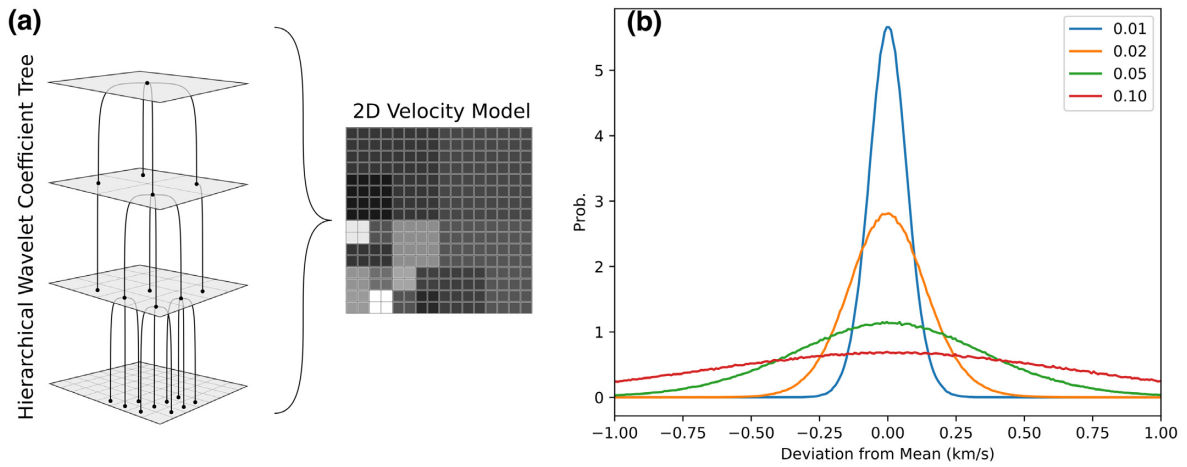 (a)
Hierarchical Wavelet Coefficient Tree
2D Velocity Model
(b)
0.01
0.02
0.05
0.10
Prob.
5
4
3
2
1
0
−1.00 −0.75 −0.50 −0.25 0.00 0.25 0.50 0.75 1.00
Deviation from Mean (km/s)